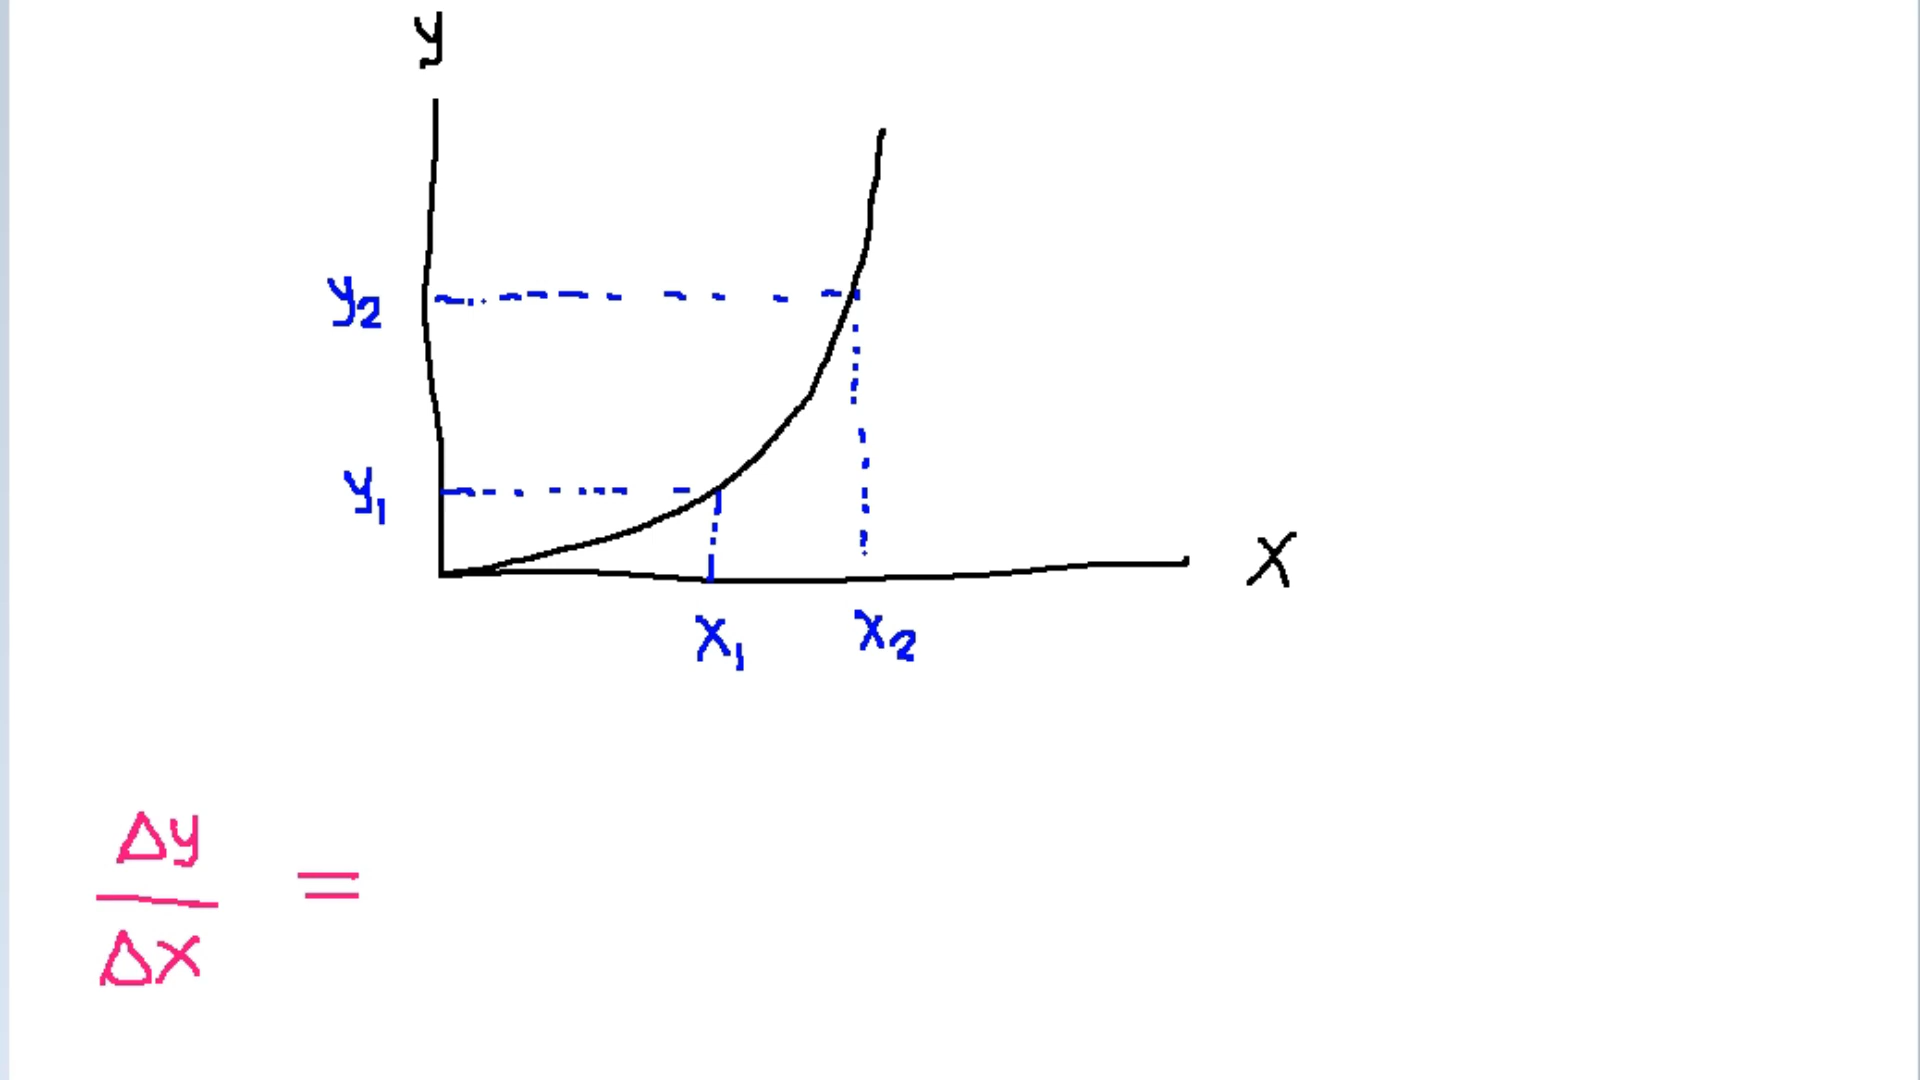 y
y₂
y₁
x
x₁ x₂
Δy
—— =
Δx